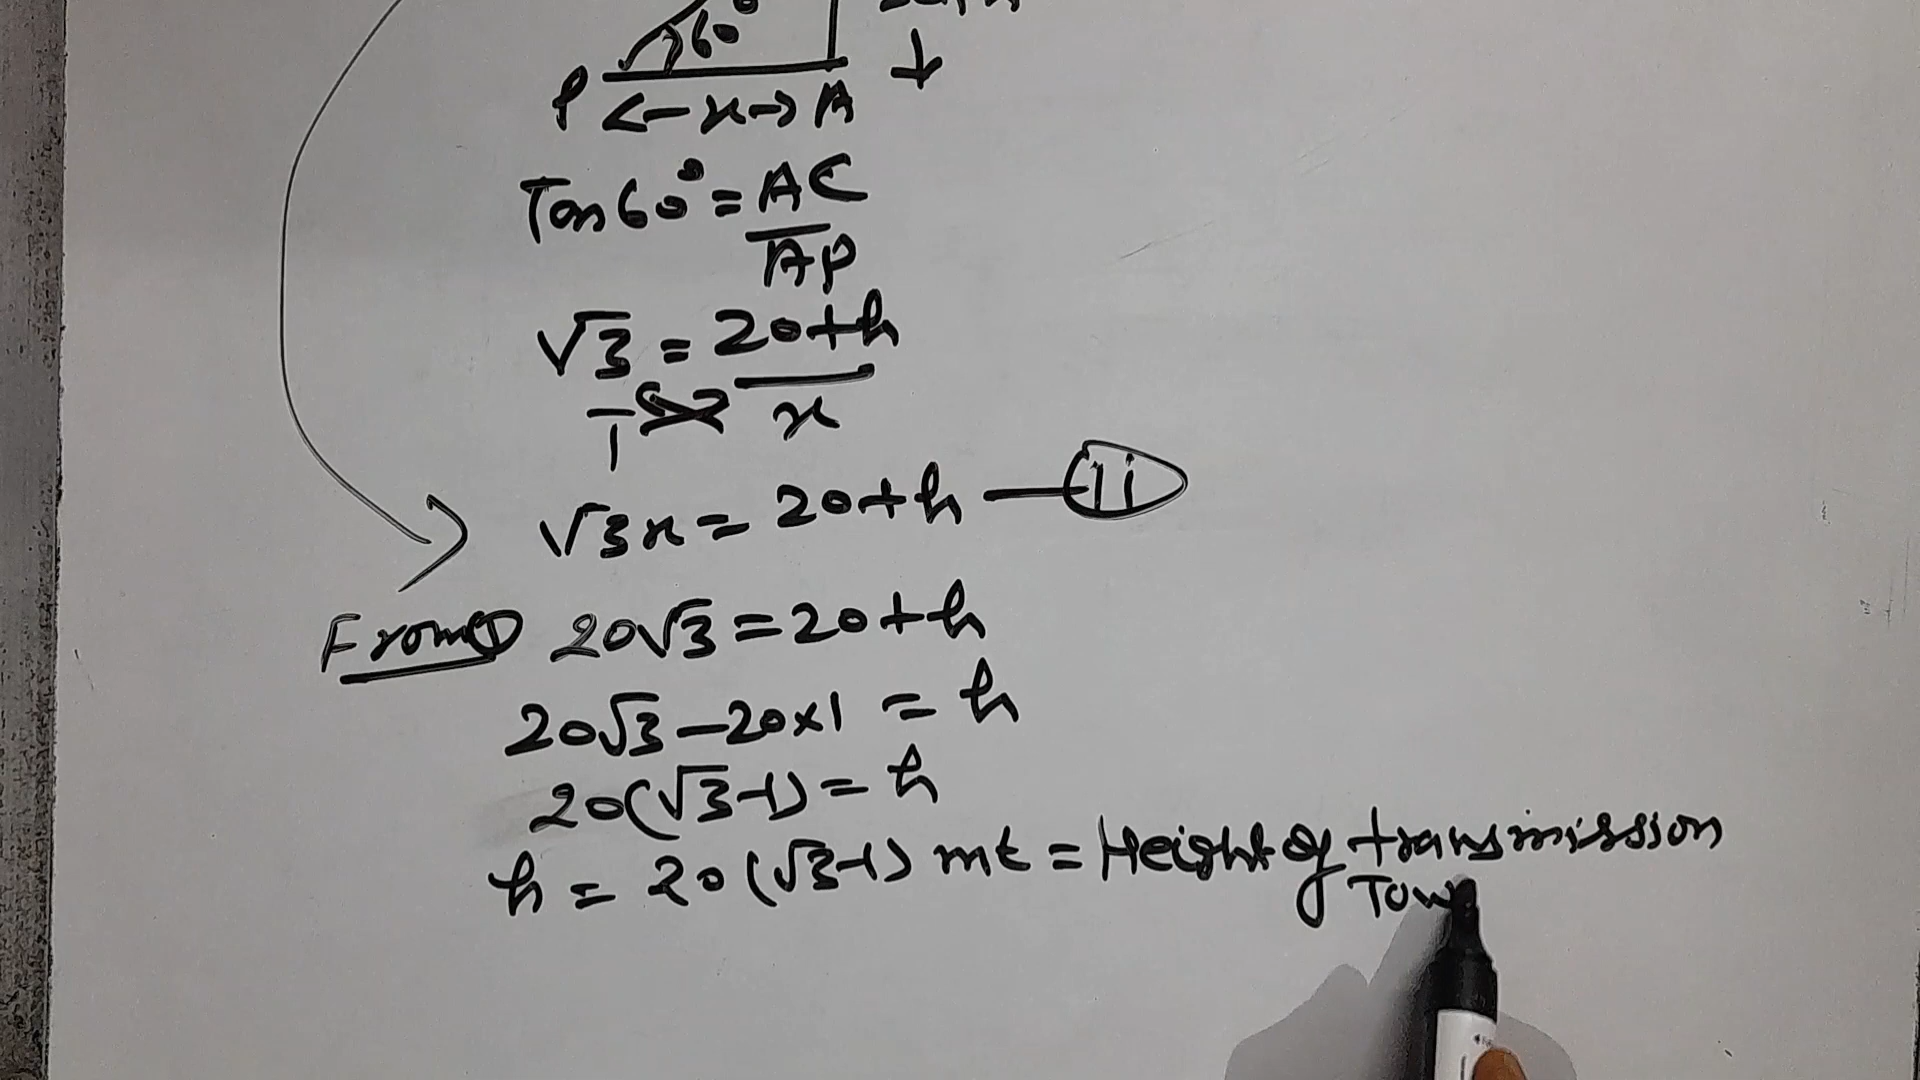 60°
P <-x-> A
Tan 60° = AC
AP
√3 = 20+h
1 x
√3x = 20+h — ii
From ① 20√3 = 20+h
20√3 - 20×1 = h
20(√3-1) = h
h = 20(√3-1) mt = Height of transmission
Tow